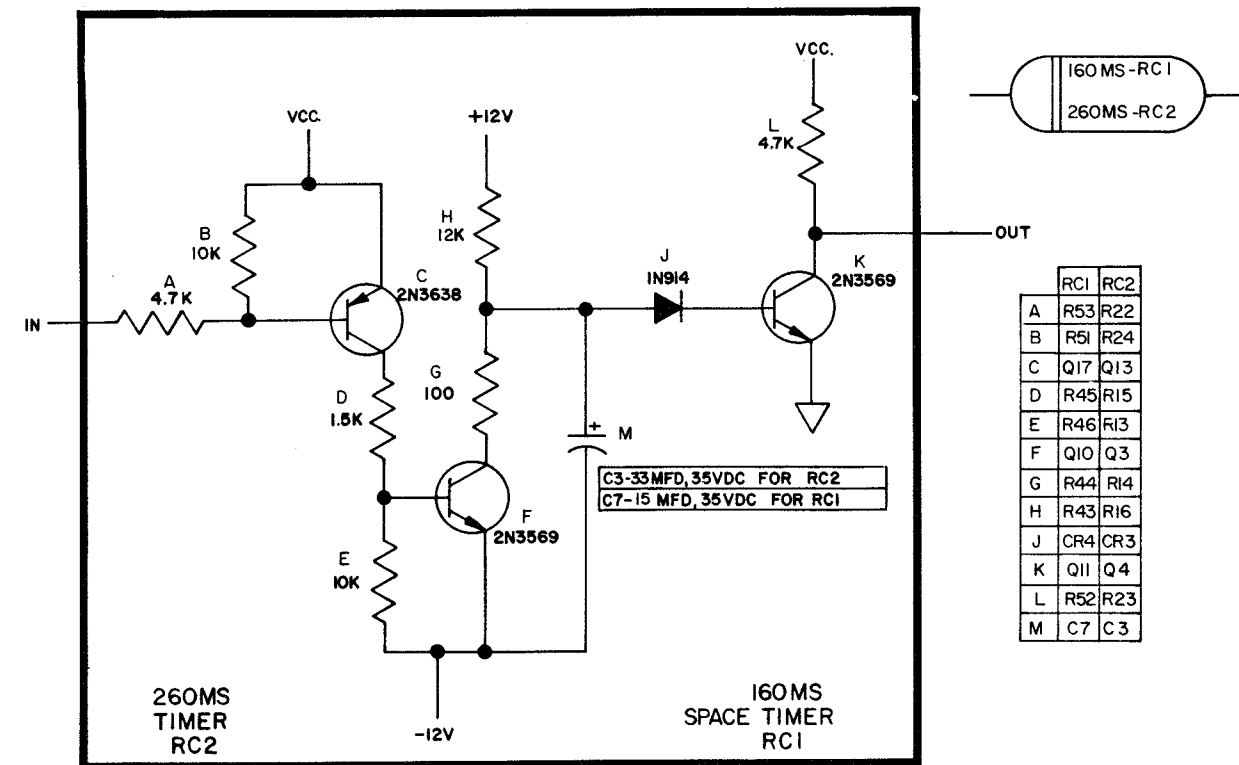 VCC.
+12V
VCC.
L
4.7K
B
10K
A
4.7K
IN
C
2N3638
H
12K
J
1N914
K
2N3569
OUT
D
1.5K
G
100
M
+
C3-33MFD, 35VDC FOR RC2
C7-15 MFD, 35VDC FOR RC1
F
2N3569
E
10K
-12V
260MS
TIMER
RC2
160MS
SPACE TIMER
RC1
160MS-RC1
260MS-RC2
RC1 RC2
A R53 R22
B R51 R24
C Q17 Q13
D R45 R15
E R46 R13
F Q10 Q3
G R44 R14
H R43 R16
J CR4 CR3
K Q11 Q4
L R52 R23
M C7 C3